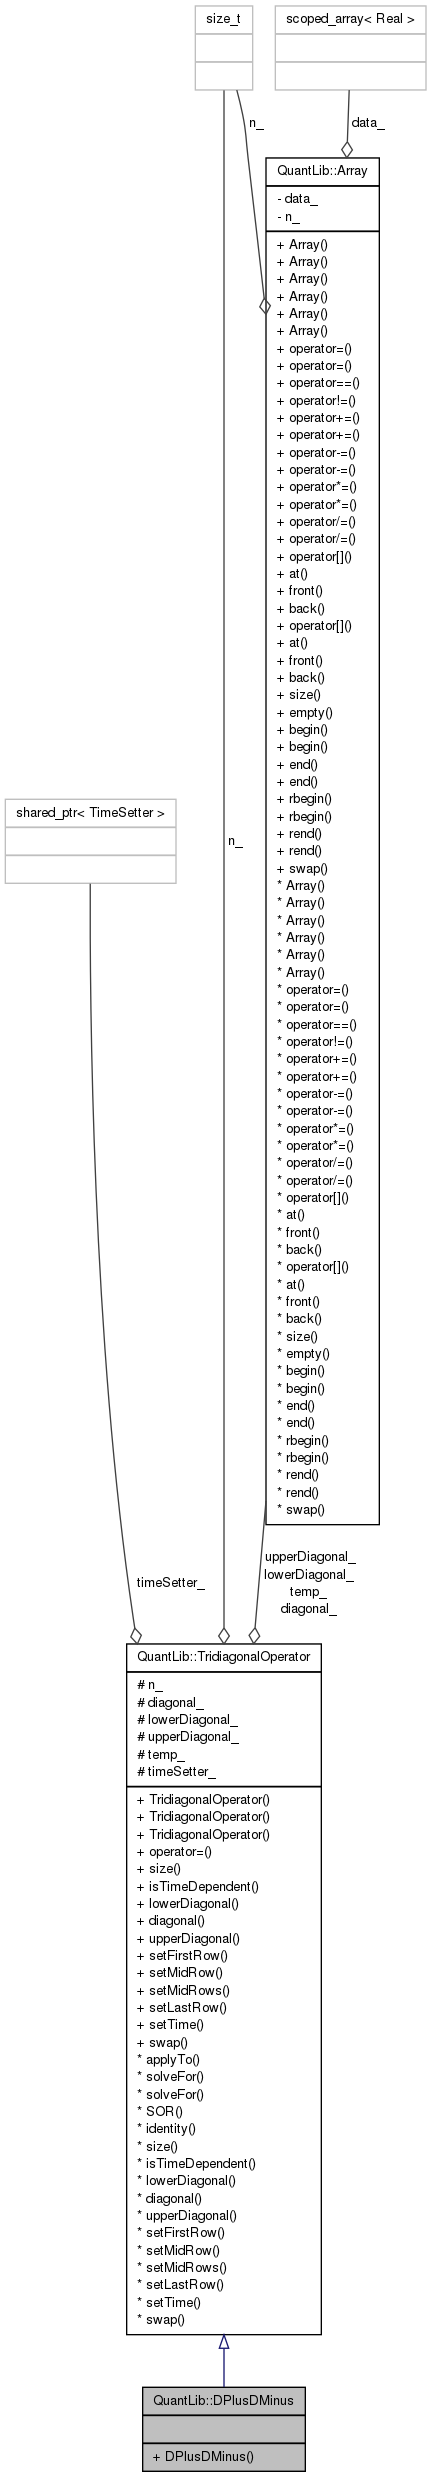 size_t
scoped_array< Real >
n_
data_
QuantLib::Array
- data_
- n_
+ Array()
+ Array()
+ Array()
+ Array()
+ Array()
+ Array()
+ operator=()
+ operator=()
+ operator==()
+ operator!=()
+ operator+=()
+ operator+=()
+ operator-=()
+ operator-=()
+ operator*=()
+ operator*=()
+ operator/=()
+ operator/=()
+ operator[]()
+ at()
+ front()
+ back()
+ operator[]()
+ at()
+ front()
+ back()
+ size()
+ empty()
+ begin()
+ begin()
+ end()
+ end()
+ rbegin()
+ rbegin()
+ rend()
+ rend()
+ swap()
* Array()
* Array()
* Array()
* Array()
* Array()
* Array()
* operator=()
* operator=()
* operator==()
* operator!=()
* operator+=()
* operator+=()
* operator-=()
* operator-=()
* operator*=()
* operator*=()
* operator/=()
* operator/=()
* operator[]()
* at()
* front()
* back()
* operator[]()
* at()
* front()
* back()
* size()
* empty()
* begin()
* begin()
* end()
* end()
* rbegin()
* rbegin()
* rend()
* rend()
* swap()
shared_ptr< TimeSetter >
n_
timeSetter_
upperDiagonal_
lowerDiagonal_
temp_
diagonal_
QuantLib::TridiagonalOperator
# n_
# diagonal_
# lowerDiagonal_
# upperDiagonal_
# temp_
# timeSetter_
+ TridiagonalOperator()
+ TridiagonalOperator()
+ TridiagonalOperator()
+ operator=()
+ size()
+ isTimeDependent()
+ lowerDiagonal()
+ diagonal()
+ upperDiagonal()
+ setFirstRow()
+ setMidRow()
+ setMidRows()
+ setLastRow()
+ setTime()
+ swap()
* applyTo()
* solveFor()
* solveFor()
* SOR()
* identity()
* size()
* isTimeDependent()
* lowerDiagonal()
* diagonal()
* upperDiagonal()
* setFirstRow()
* setMidRow()
* setMidRows()
* setLastRow()
* setTime()
* swap()
QuantLib::DPlusDMinus
+ DPlusDMinus()